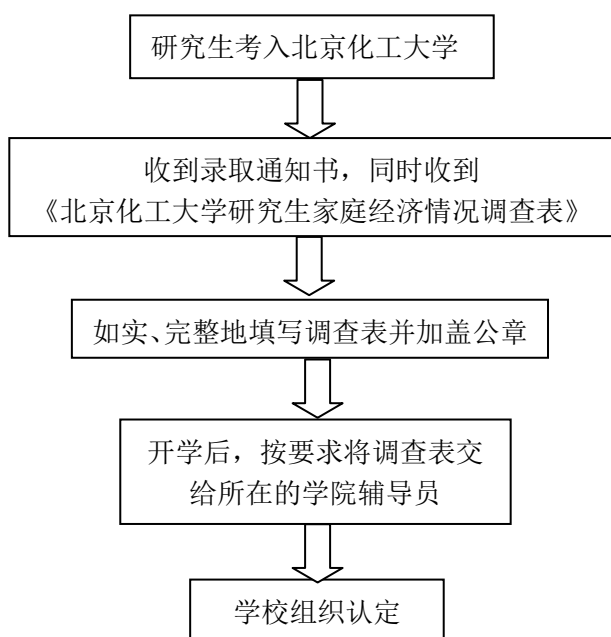 研究生考入北京化工大学
收到录取通知书，同时收到
《北京化工大学研究生家庭经济情况调查表》
如实、完整地填写调查表并加盖公章
开学后，按要求将调查表交
给所在的学院辅导员
学校组织认定